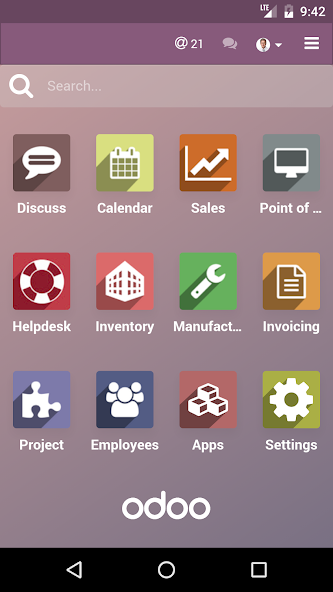 LTE 9:42
@ 21
Search...
Discuss Calendar Sales Point of ...
Helpdesk Inventory Manufact... Invoicing
Project Employees Apps Settings
odoo